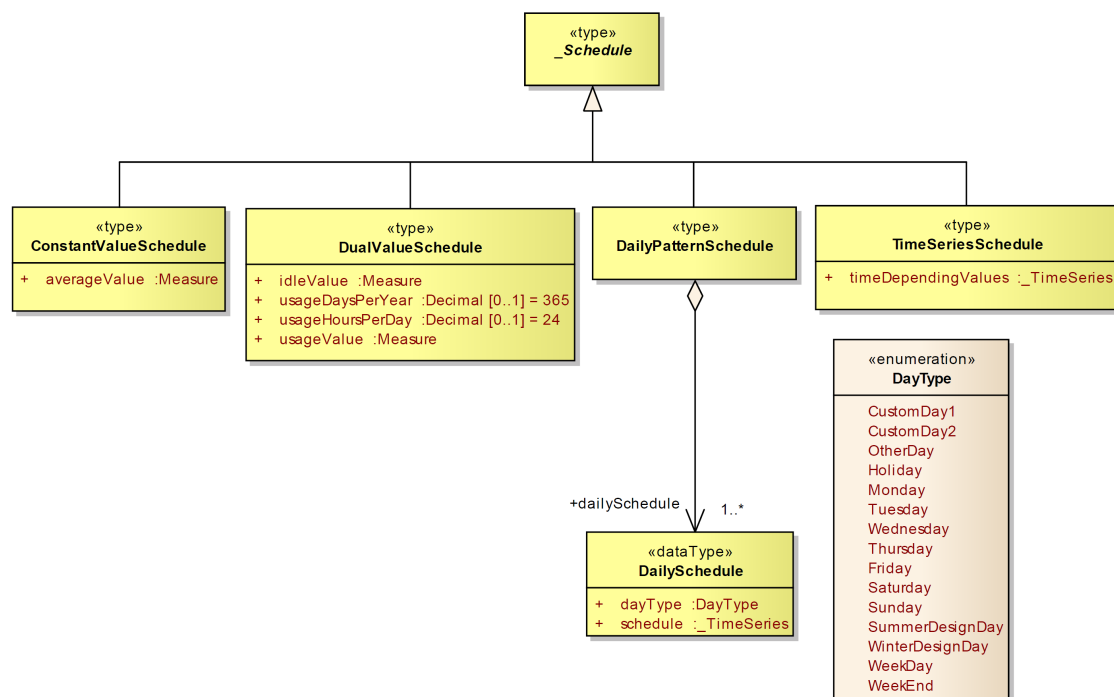 «type»
_Schedule
«type»
ConstantValueSchedule
+ averageValue :Measure
«type»
DualValueSchedule
+ idleValue :Measure
+ usageDaysPerYear :Decimal [0..1] = 365
+ usageHoursPerDay :Decimal [0..1] = 24
+ usageValue :Measure
«type»
DailyPatternSchedule
«type»
TimeSeriesSchedule
+ timeDependingValues :_TimeSeries
+dailySchedule
1..*
«dataType»
DailySchedule
+ dayType :DayType
+ schedule :_TimeSeries
«enumeration»
DayType
CustomDay1
CustomDay2
OtherDay
Holiday
Monday
Tuesday
Wednesday
Thursday
Friday
Saturday
Sunday
SummerDesignDay
WinterDesignDay
WeekDay
WeekEnd